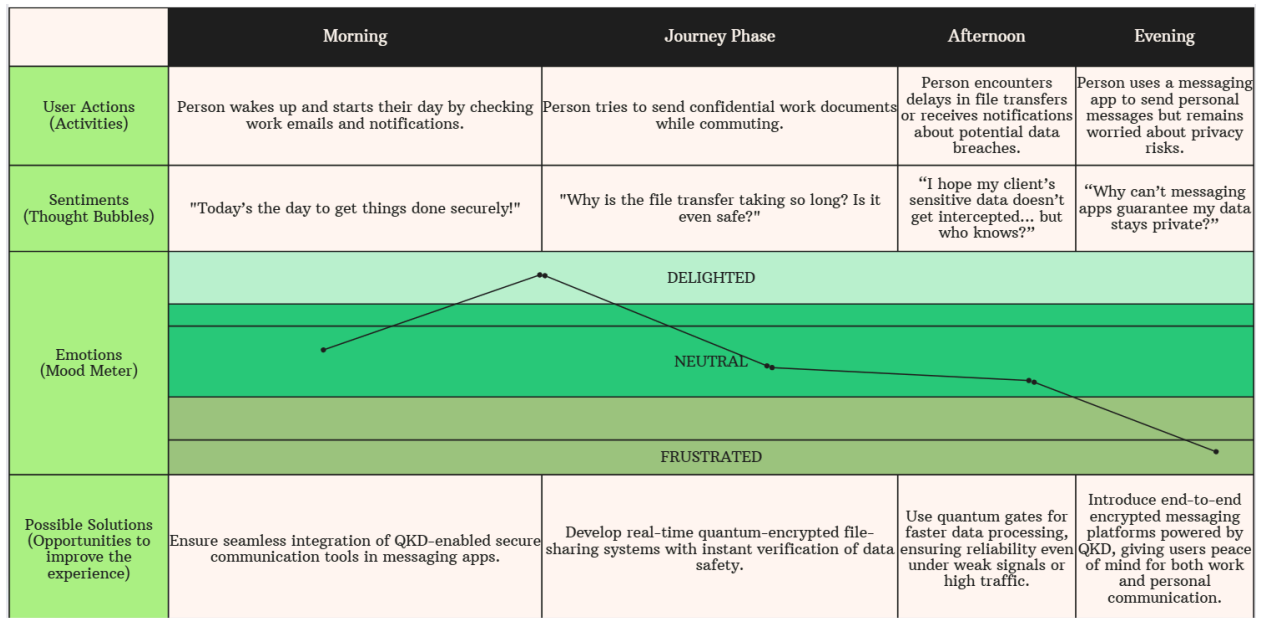 Morning
Journey Phase
Afternoon
Evening
User Actions
(Activities)
Person wakes up and starts their day by checking
work emails and notifications.
Person tries to send confidential work documents
while commuting.
Person encounters
delays in file transfers
or receives notifications
about potential data
breaches.
Person uses a messaging
app to send personal
messages but remains
worried about privacy
risks.
Sentiments
(Thought Bubbles)
"Today's the day to get things done securely!"
"Why is the file transfer taking so long? Is it
even safe?"
“I hope my client’s
sensitive data doesn’t
get intercepted... but
who knows?”
“Why can’t messaging
apps guarantee my data
stays private?”
Emotions
(Mood Meter)
DELIGHTED
NEUTRAL
FRUSTRATED
Possible Solutions
(Opportunities to
improve the
experience)
Ensure seamless integration of QKD-enabled secure
communication tools in messaging apps.
Develop real-time quantum-encrypted file-
sharing systems with instant verification of data
safety.
Use quantum gates for
faster data processing,
ensuring reliability even
under weak signals or
high traffic.
Introduce end-to-end
encrypted messaging
platforms powered by
QKD, giving users peace
of mind for both work
and personal
communication.